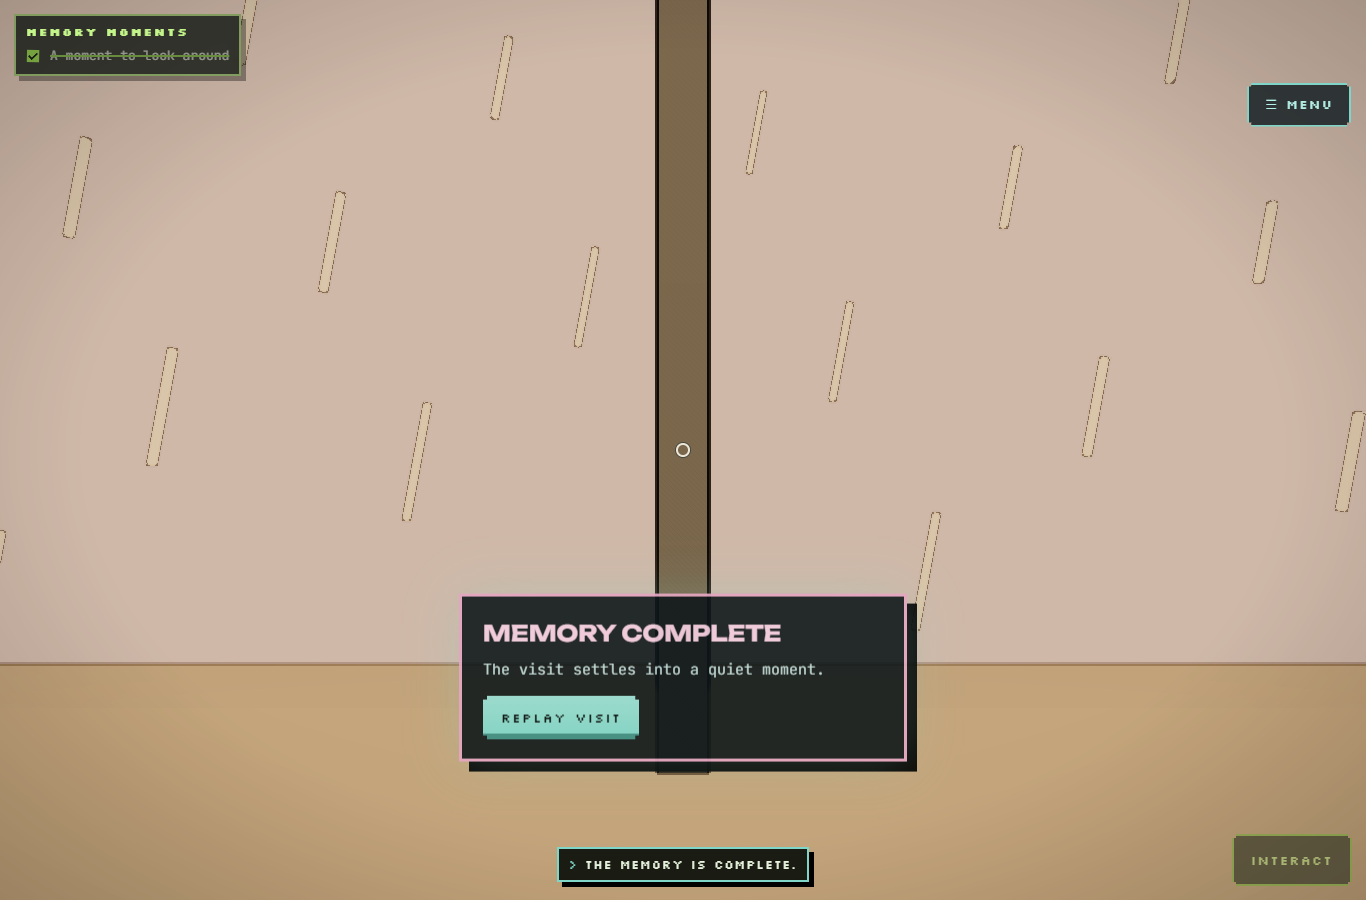 MEMORY MOMENTS
A moment to look around
☰ MENU
MEMORY COMPLETE
The visit settles into a quiet moment.
REPLAY VISIT
> THE MEMORY IS COMPLETE.
INTERACT